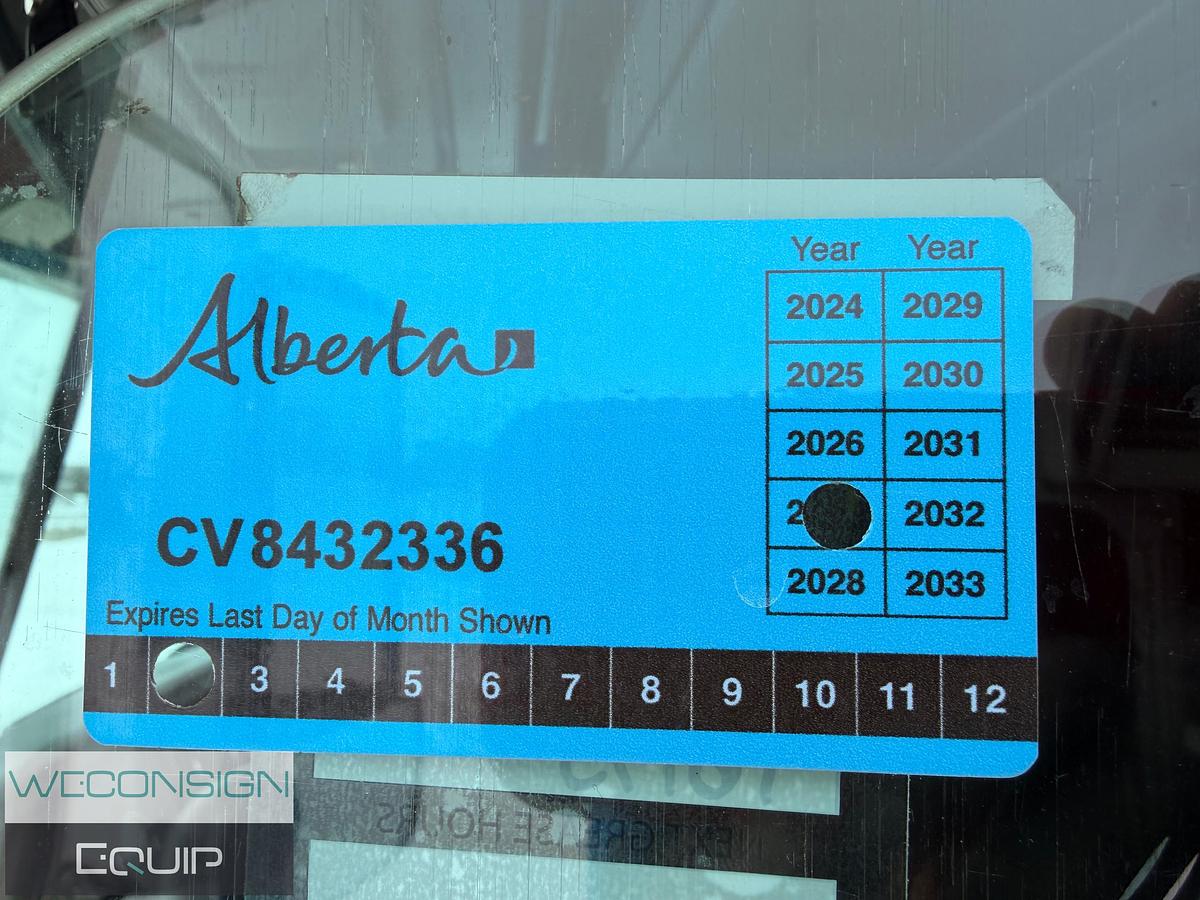 Alberta
Year Year
2024 2029
2025 2030
2026 2031
2 2032
2028 2033
CV8432336
Expires Last Day of Month Shown
1 3 4 5 6 7 8 9 10 11 12
WECONSIGN
EQUIP